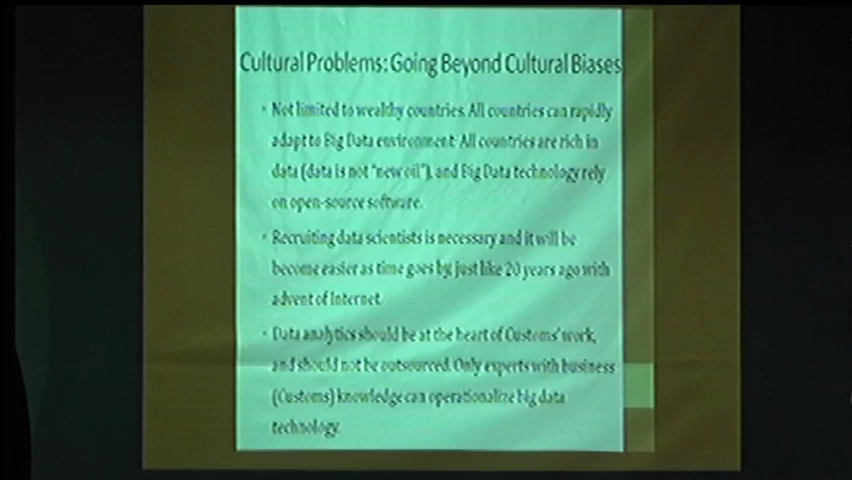 Cultural Problems: Going Beyond Cultural Biases
• Not limited to wealthy countries. All countries can rapidly
adapt to Big Data environment. All countries are rich in
data (data is not "new oil"), and Big Data technology rely
on open-source software.
• Recruiting data scientists is necessary and it will be
become easier as time goes by, just like 20 years ago with
advent of Internet.
• Data analytics should be at the heart of Customs' work,
and should not be outsourced. Only experts with business
(Customs) knowledge can operationalize big data
technology.